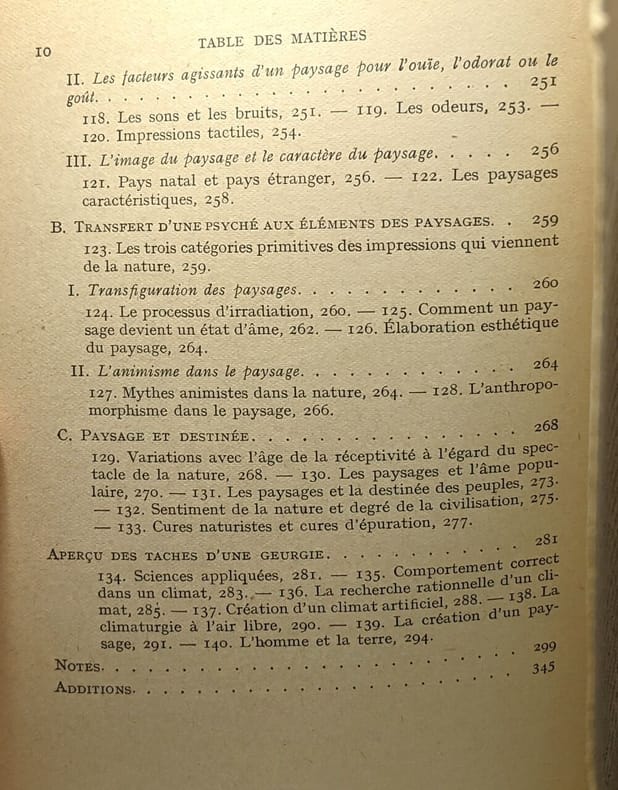 10
TABLE DES MATIÈRES
II. Les facteurs agissants d'un paysage pour l'ouïe, l'odorat ou le
goût. . . . . . . . . . . . . . . . . . . . . . . . . . 251
118. Les sons et les bruits, 251. — 119. Les odeurs, 253. —
120. Impressions tactiles, 254.
III. L'image du paysage et le caractère du paysage. . . . . 256
121. Pays natal et pays étranger, 256. — 122. Les paysages
caractéristiques, 258.
B. TRANSFERT D'UNE PSYCHÉ AUX ÉLÉMENTS DES PAYSAGES. . 259
123. Les trois catégories primitives des impressions qui viennent
de la nature, 259.
I. Transfiguration des paysages. . . . . . . . . . . . . 260
124. Le processus d'irradiation, 260. — 125. Comment un pay-
sage devient un état d'âme, 262. — 126. Élaboration esthétique
du paysage, 264.
II. L'animisme dans le paysage. . . . . . . . . . . . . 264
127. Mythes animistes dans la nature, 264. — 128. L'anthropo-
morphisme dans le paysage, 266.
C. PAYSAGE ET DESTINÉE. . . . . . . . . . . . . . . . . 268
129. Variations avec l'âge de la réceptivité à l'égard du spec-
tacle de la nature, 268. — 130. Les paysages et l'âme popu-
laire, 270. — 131. Les paysages et la destinée des peuples, 273.
— 132. Sentiment de la nature et degré de la civilisation, 275.
— 133. Cures naturistes et cures d'épuration, 277.
APERÇU DES TACHES D'UNE GEURGIE. . . . . . . . . . . . 281
134. Sciences appliquées, 281. — 135. Comportement correct
dans un climat, 283. — 136. La recherche rationnelle d'un cli-
mat, 285. — 137. Création d'un climat artificiel, 288. — 138. La
climaturgie à l'air libre, 290. — 139. La création d'un pay-
sage, 291. — 140. L'homme et la terre, 294.
NOTES. . . . . . . . . . . . . . . . . . . . . . . . . 299
ADDITIONS. . . . . . . . . . . . . . . . . . . . . . . 345